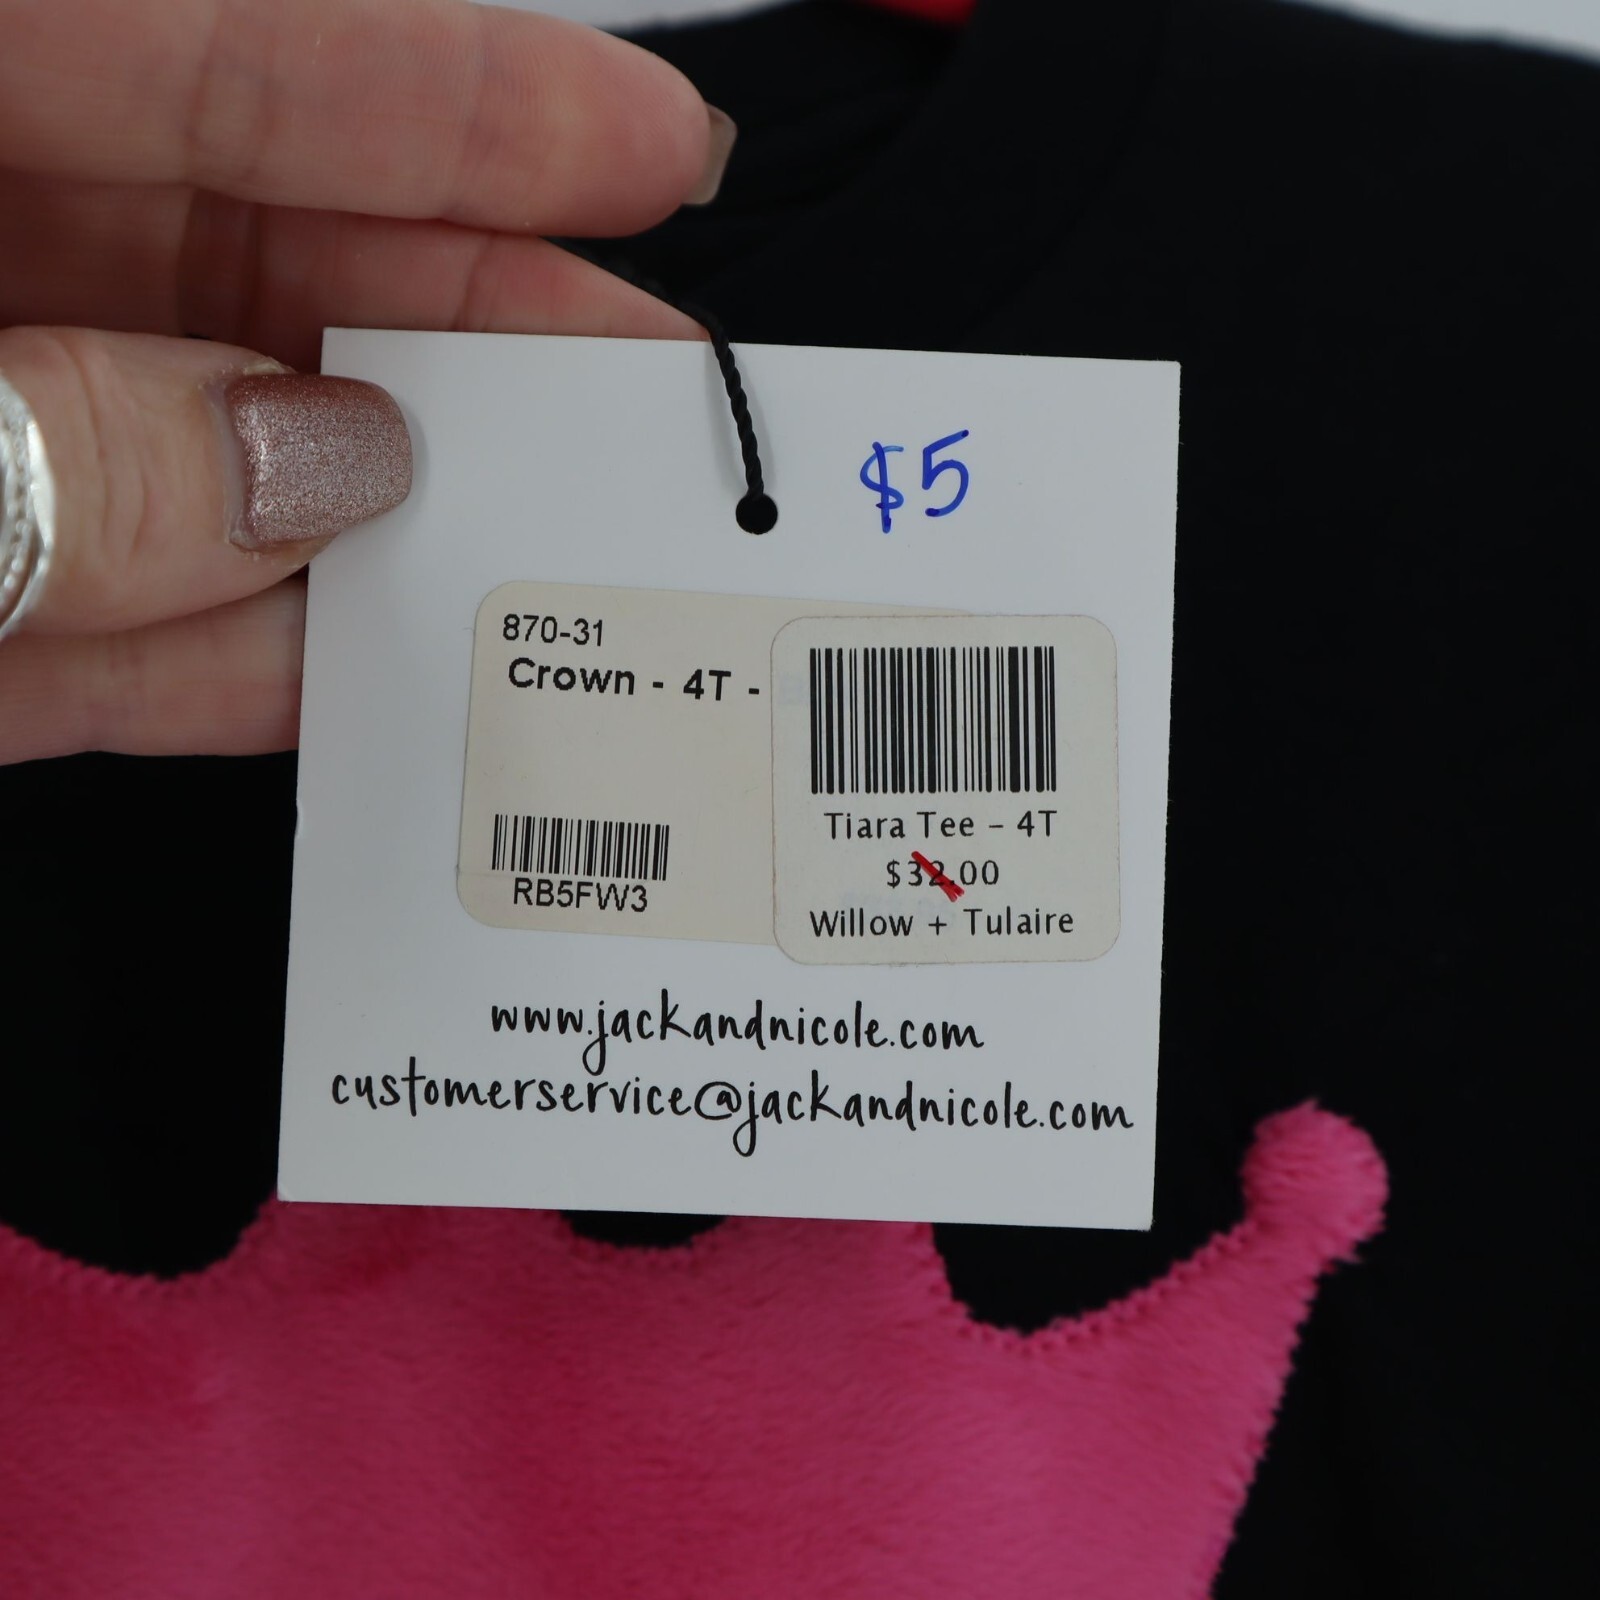 $5
870-31
Crown - 4T -
RB5FW3
Tiara Tee - 4T
$32.00
Willow + Tulaire
www.jackandnicole.com
customerservice@jackandnicole.com